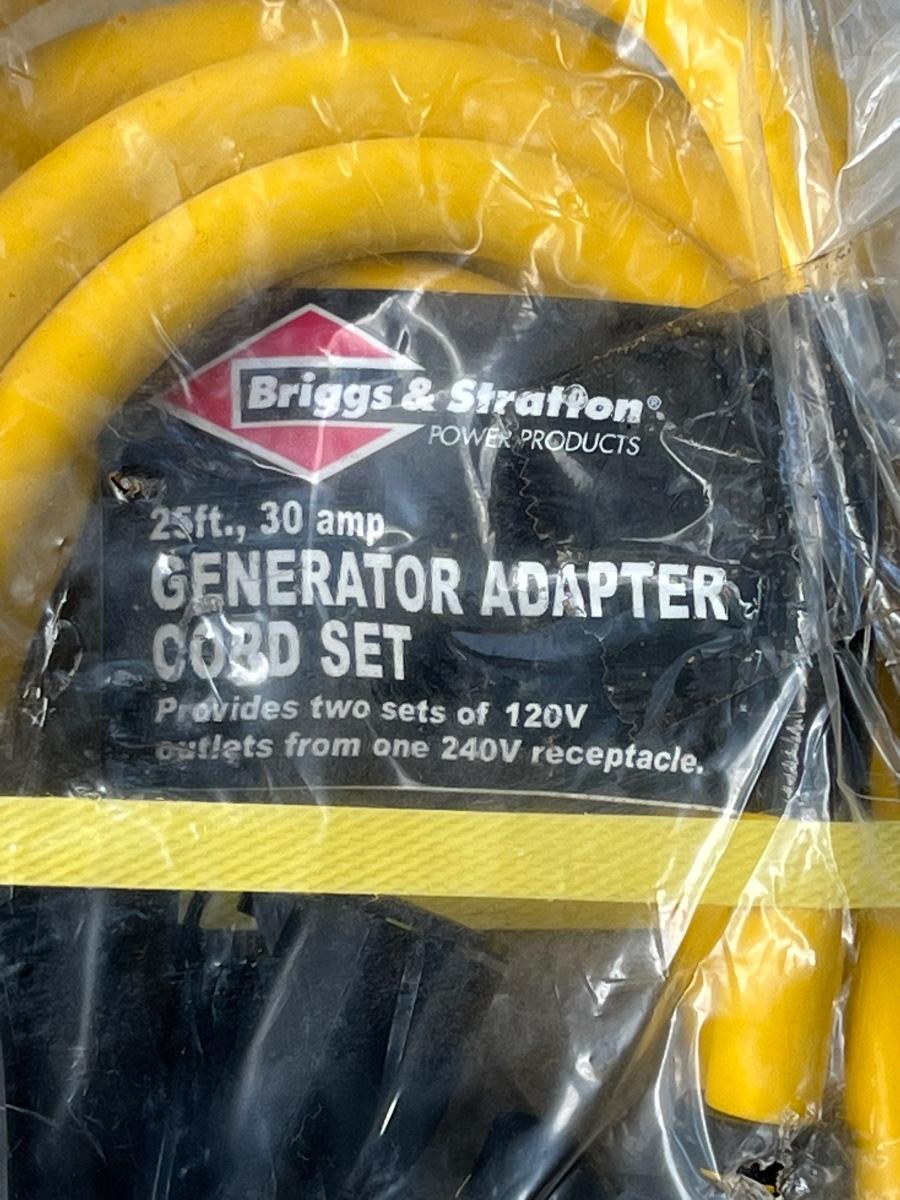 Briggs & Stratton®
POWER PRODUCTS
25ft., 30 amp
GENERATOR ADAPTER
CORD SET
Provides two sets of 120V
outlets from one 240V receptacle.